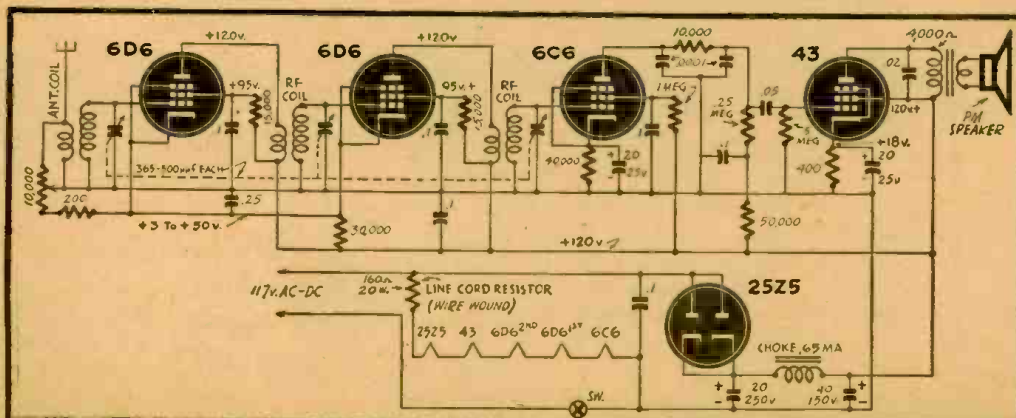 6D6
6D6
6C6
43
+120v.
+120v.
10,000
.0001
4000Ω
.02
ANT. COIL
+95v.
15,000
RF COIL
95v.+
15,000
RF COIL
1 MEG
.05
.25 MEG
.5 MEG
120v+
PM SPEAKER
+18v.
.1
.1
40,000
20
25v
.1
.1
400
20
25v
365-500μμf EACH
10,000
200
.25
.1
50,000
+3 TO +50v.
30,000
+120v
117v. AC-DC
160Ω
20w.
LINE CORD RESISTOR
(WIRE WOUND)
.1
25Z5
25Z5 43 6D6 2ND 6D6 1ST 6C6
CHOKE, 65 MA
SW.
+
-
20
250v
40
150v
+
-